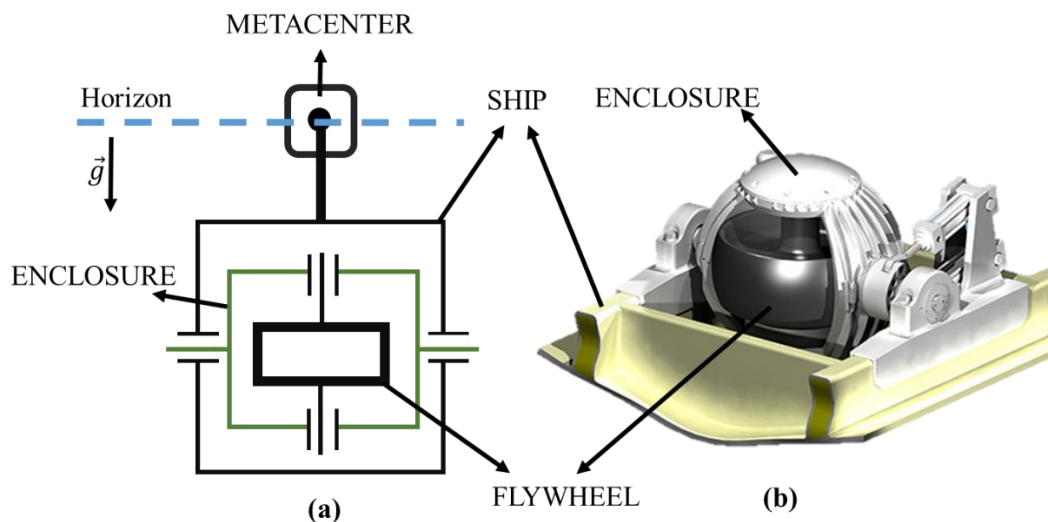 METACENTER
Horizon
SHIP
ENCLOSURE
g⃗
ENCLOSURE
FLYWHEEL
(a)
(b)